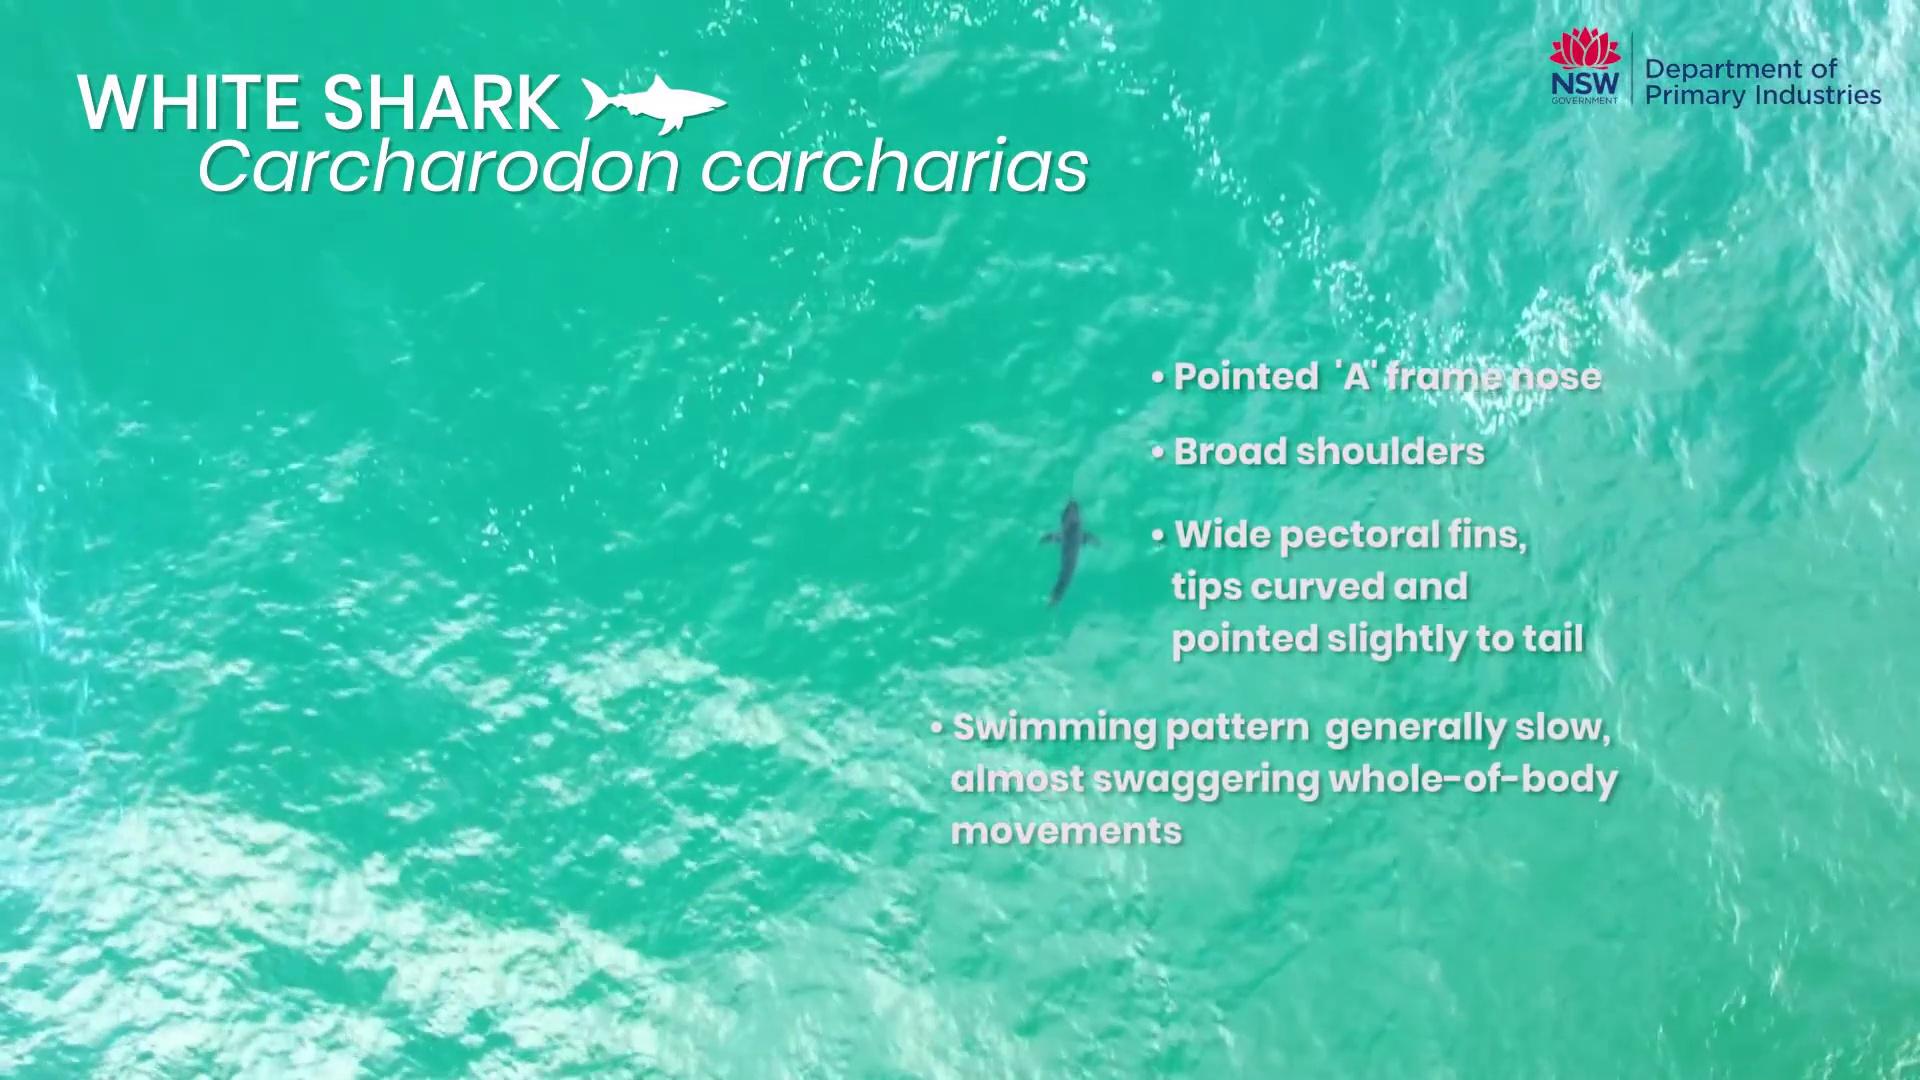 WHITE SHARK
Carcharodon carcharias
NSW
GOVERNMENT
Department of
Primary Industries
• Pointed 'A' frame nose
• Broad shoulders
• Wide pectoral fins,
tips curved and
pointed slightly to tail
• Swimming pattern generally slow,
almost swaggering whole-of-body
movements